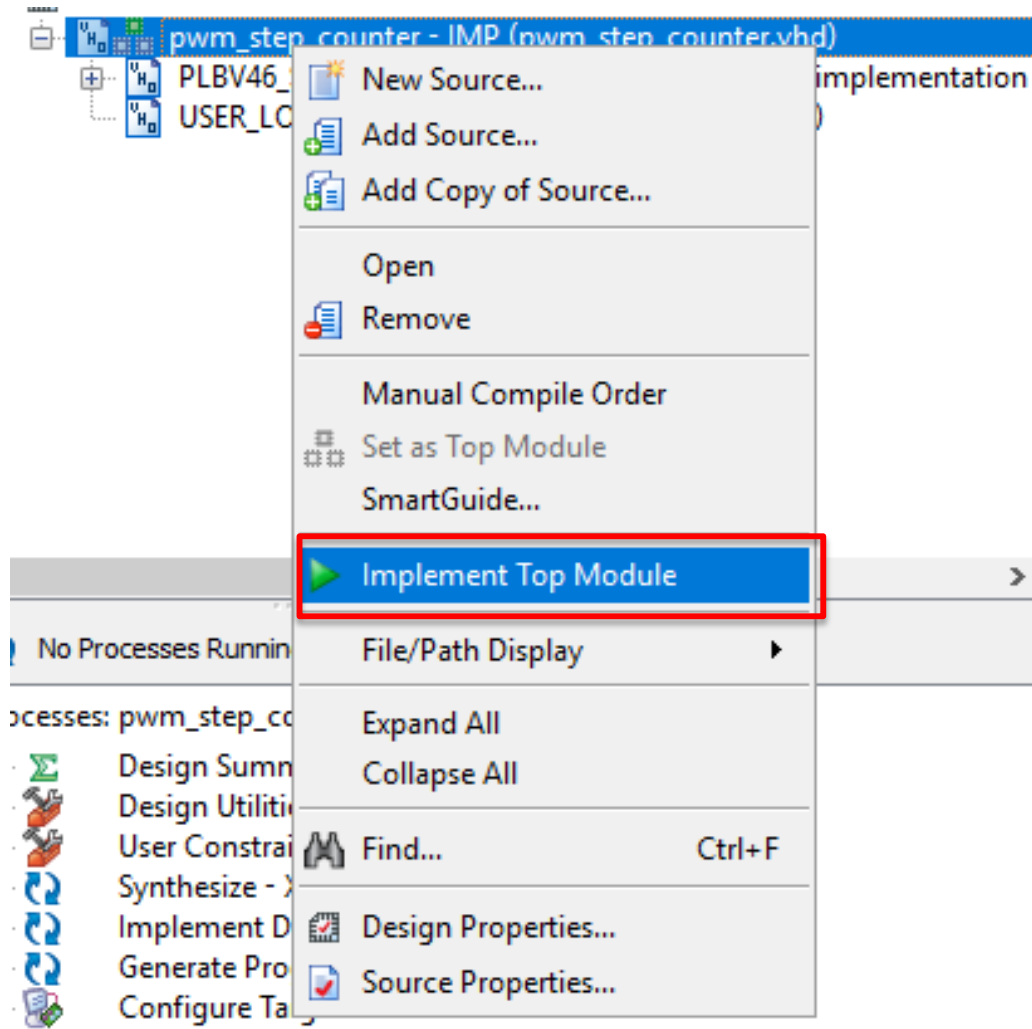 pwm_step_counter - IMP (pwm_step_counter.vhd)
PLBV46_ implementation
USER_LO )
New Source...
Add Source...
Add Copy of Source...
Open
Remove
Manual Compile Order
Set as Top Module
SmartGuide...
Implement Top Module
No Processes Runnin
File/Path Display
ocesses: pwm_step_co
Expand All
Design Summ
Collapse All
Design Utiliti
User Constrai
Find... Ctrl+F
Synthesize - X
Implement D
Design Properties...
Generate Pro
Source Properties...
Configure Targ